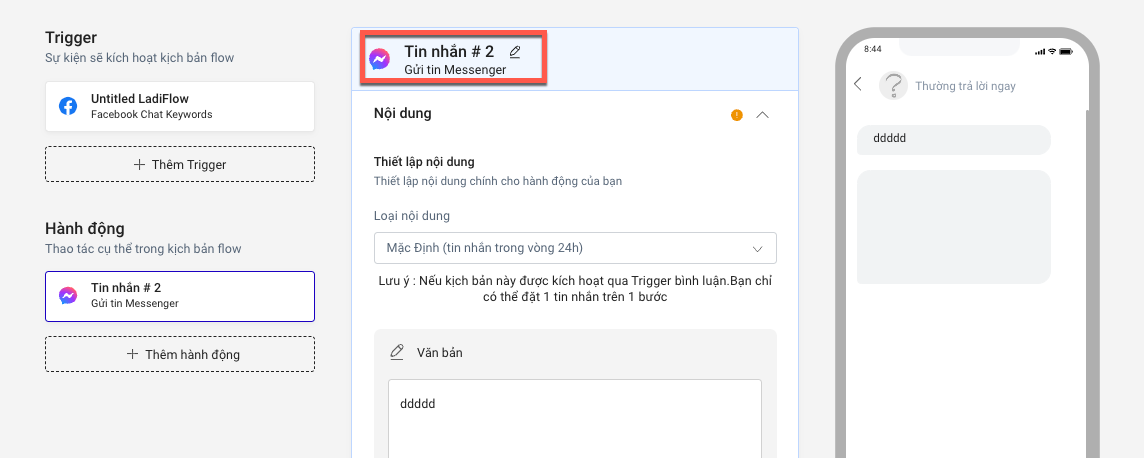 Trigger
Sự kiện sẽ kích hoạt kịch bản flow
Untitled LadiFlow
Facebook Chat Keywords
Thêm Trigger
Hành động
Thao tác cụ thể trong kịch bản flow
Tin nhắn # 2
Gửi tin Messenger
Thêm hành động
Tin nhắn # 2
Gửi tin Messenger
Nội dung
Thiết lập nội dung
Thiết lập nội dung chính cho hành động của bạn
Loại nội dung
Mặc Định (tin nhắn trong vòng 24h)
Lưu ý : Nếu kịch bản này được kích hoạt qua Trigger bình luận.Bạn chỉ
có thể đặt 1 tin nhắn trên 1 bước
Văn bản
ddddd
8:44
Thường trả lời ngay
ddddd